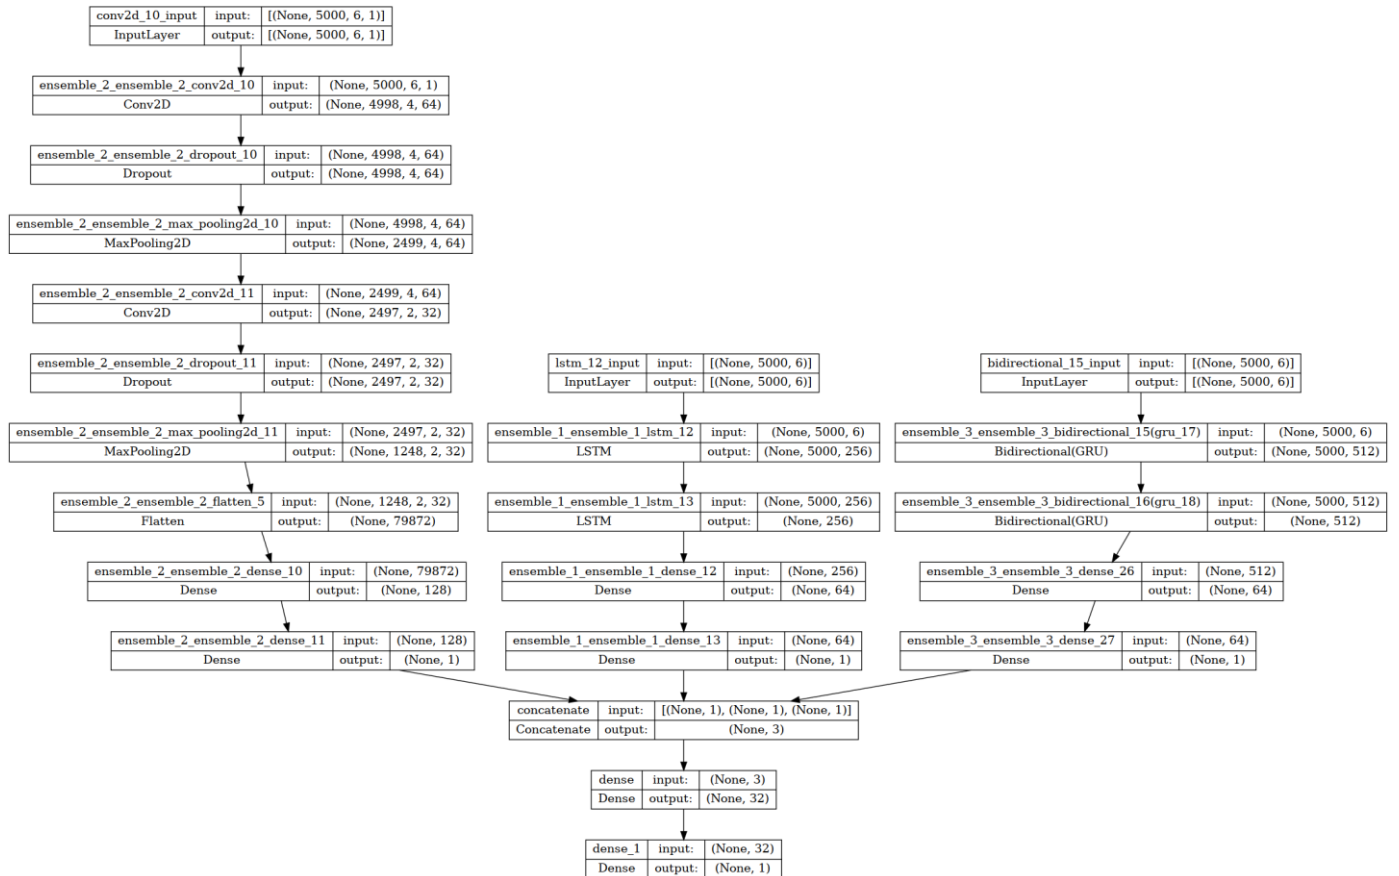 conv2d_10_input input: [(None, 5000, 6, 1)]
InputLayer output: [(None, 5000, 6, 1)]
ensemble_2_ensemble_2_conv2d_10 input: (None, 5000, 6, 1)
Conv2D output: (None, 4998, 4, 64)
ensemble_2_ensemble_2_dropout_10 input: (None, 4998, 4, 64)
Dropout output: (None, 4998, 4, 64)
ensemble_2_ensemble_2_max_pooling2d_10 input: (None, 4998, 4, 64)
MaxPooling2D output: (None, 2499, 4, 64)
ensemble_2_ensemble_2_conv2d_11 input: (None, 2499, 4, 64)
Conv2D output: (None, 2497, 2, 32)
ensemble_2_ensemble_2_dropout_11 input: (None, 2497, 2, 32)
Dropout output: (None, 2497, 2, 32)
ensemble_2_ensemble_2_max_pooling2d_11 input: (None, 2497, 2, 32)
MaxPooling2D output: (None, 1248, 2, 32)
ensemble_2_ensemble_2_flatten_5 input: (None, 1248, 2, 32)
Flatten output: (None, 79872)
ensemble_2_ensemble_2_dense_10 input: (None, 79872)
Dense output: (None, 128)
ensemble_2_ensemble_2_dense_11 input: (None, 128)
Dense output: (None, 1)
lstm_12_input input: [(None, 5000, 6)]
InputLayer output: [(None, 5000, 6)]
ensemble_1_ensemble_1_lstm_12 input: (None, 5000, 6)
LSTM output: (None, 5000, 256)
ensemble_1_ensemble_1_lstm_13 input: (None, 5000, 256)
LSTM output: (None, 256)
ensemble_1_ensemble_1_dense_12 input: (None, 256)
Dense output: (None, 64)
ensemble_1_ensemble_1_dense_13 input: (None, 64)
Dense output: (None, 1)
bidirectional_15_input input: [(None, 5000, 6)]
InputLayer output: [(None, 5000, 6)]
ensemble_3_ensemble_3_bidirectional_15(gru_17) input: (None, 5000, 6)
Bidirectional(GRU) output: (None, 5000, 512)
ensemble_3_ensemble_3_bidirectional_16(gru_18) input: (None, 5000, 512)
Bidirectional(GRU) output: (None, 512)
ensemble_3_ensemble_3_dense_26 input: (None, 512)
Dense output: (None, 64)
ensemble_3_ensemble_3_dense_27 input: (None, 64)
Dense output: (None, 1)
concatenate input: [(None, 1), (None, 1), (None, 1)]
Concatenate output: (None, 3)
dense input: (None, 3)
Dense output: (None, 32)
dense_1 input: (None, 32)
Dense output: (None, 1)